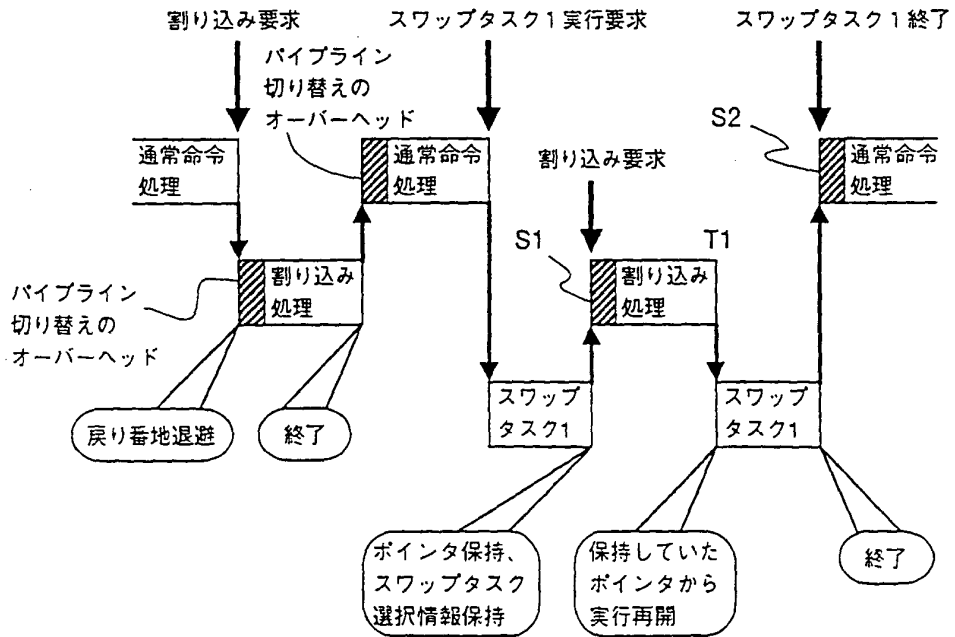 割り込み要求
スワップタスク1実行要求
スワップタスク1終了
パイプライン
切り替えの
オーバーヘッド
S2
通常命令
処理
通常命令
処理
割り込み要求
通常命令
処理
S1
T1
パイプライン
切り替えの
オーバーヘッド
割り込み
処理
割り込み
処理
スワップ
タスク1
スワップ
タスク1
戻り番地退避
終了
ポインタ保持、
スワップタスク
選択情報保持
保持していた
ポインタから
実行再開
終了